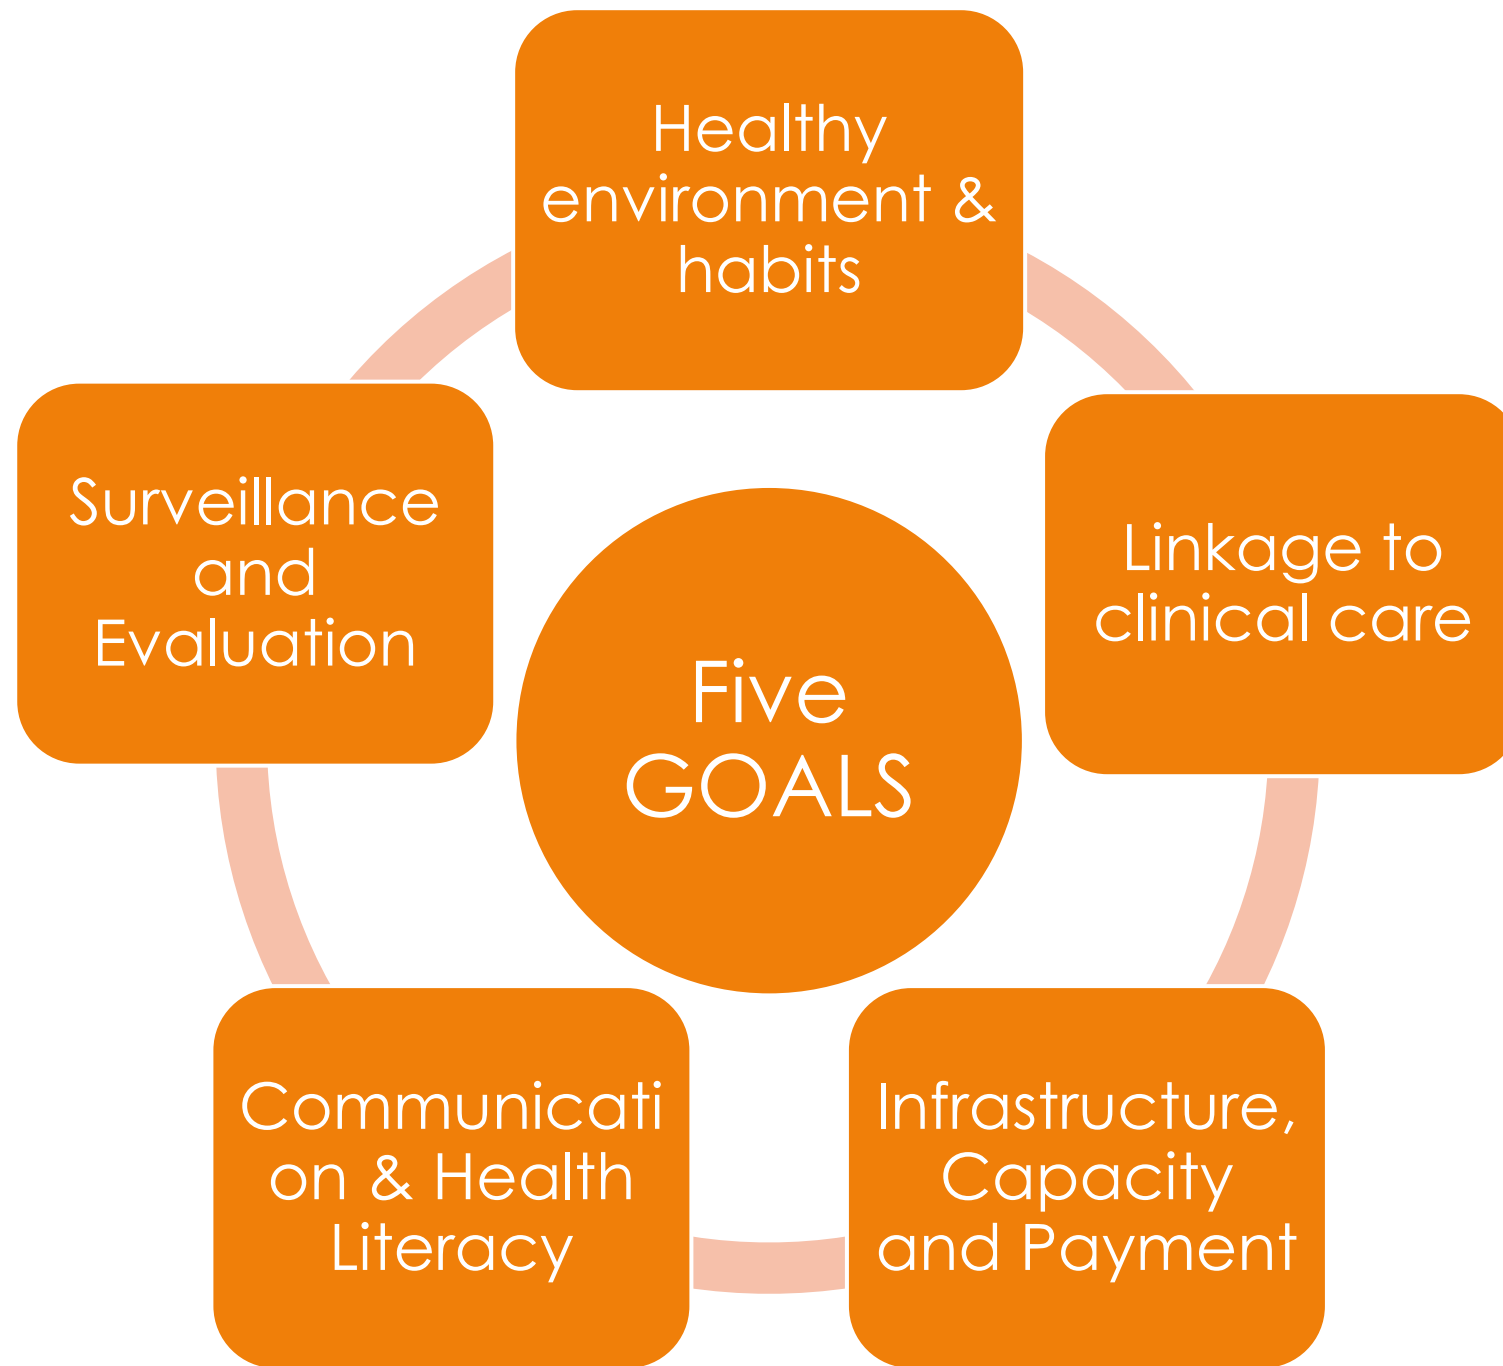 Healthy
environment &
habits
Linkage to
clinical care
Infrastructure,
Capacity
and Payment
Communicati
on & Health
Literacy
Surveillance
and
Evaluation
Five
GOALS